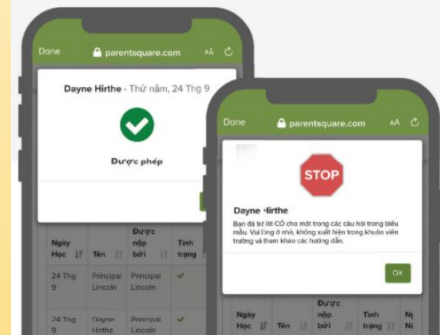 Done parentsquare.com AA
Dayne Hirthe - Thứ năm, 24 Thg 9
Được phép
Ngày Học
Tên
Được nộp bởi
Tình trạng
24 Thg 9
Principal Lincoln
Principal Lincoln
24 Thg 9
Dayne Hirthe
Principal Lincoln
Done parentsquare.com AA
STOP
Dayne Hirthe
Bạn đã trả lời CÓ cho một trong các câu hỏi trong biểu
mẫu. Vui lòng ở nhà, không xuất hiện trong khuôn viên
trường và tham khảo các hướng dẫn.
OK
Ngày Học
Tên
Được nộp bởi
Tình trạng